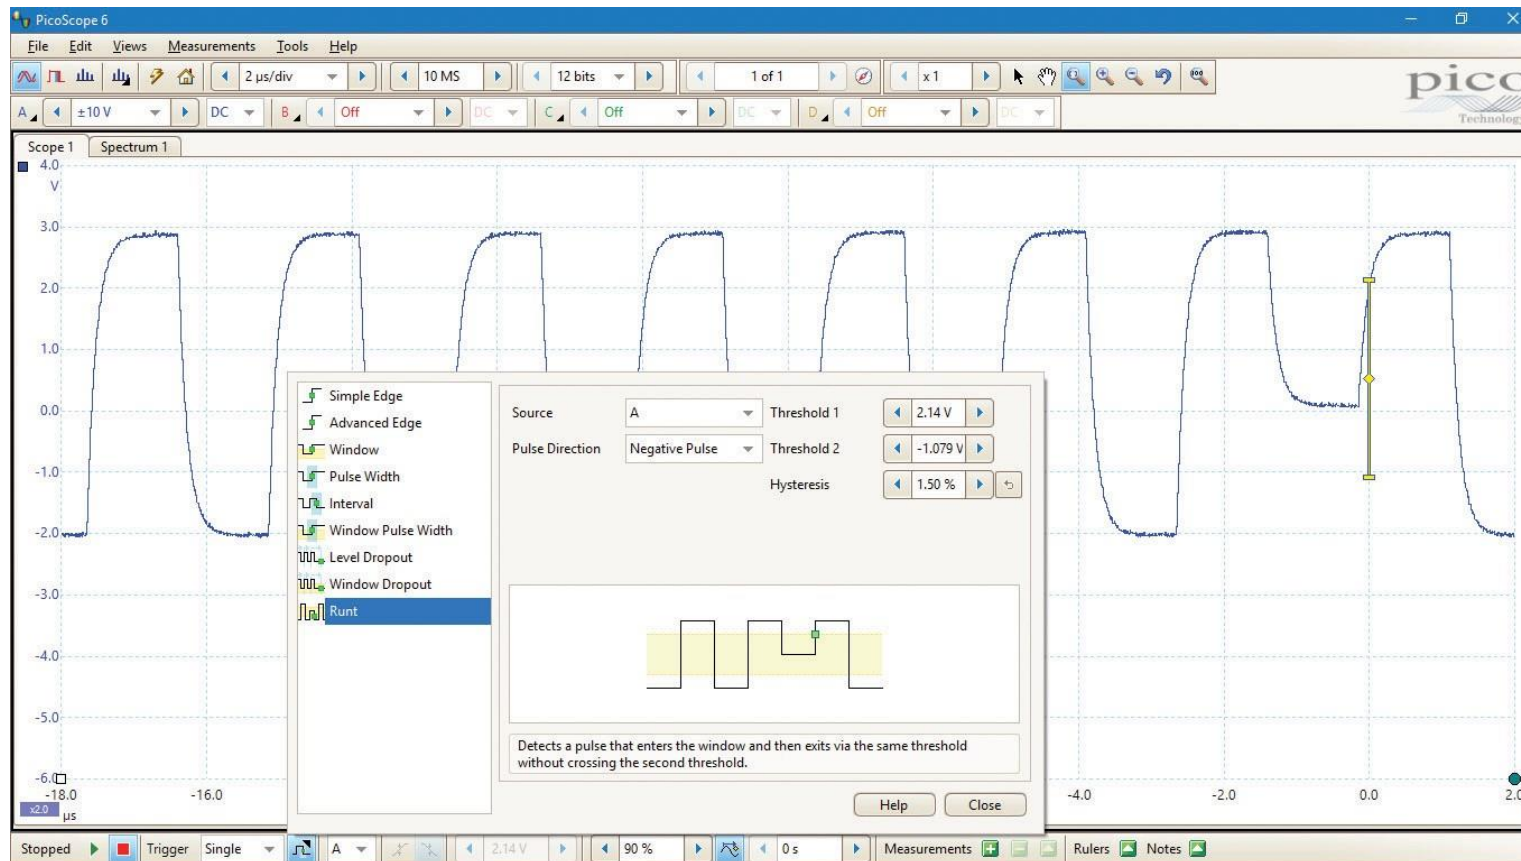 PicoScope 6
File Edit Views Measurements Tools Help
2 µs/div 10 MS 12 bits 1 of 1 x 1
pico
Technology
A ±10 V DC B Off DC C Off DC D Off DC
Scope 1 Spectrum 1
4.0
V
3.0
2.0
1.0
0.0
-1.0
-2.0
-3.0
-4.0
-5.0
-6.0
-18.0 -16.0 -4.0 -2.0 0.0 2.0
x2.0 µs
Simple Edge
Advanced Edge
Window
Pulse Width
Interval
Window Pulse Width
Level Dropout
Window Dropout
Runt
Source A Threshold 1 2.14 V
Pulse Direction Negative Pulse Threshold 2 -1.079 V
Hysteresis 1.50 %
Detects a pulse that enters the window and then exits via the same threshold
without crossing the second threshold.
Help Close
Stopped Trigger Single A 2.14 V 90 % 0 s Measurements Rulers Notes